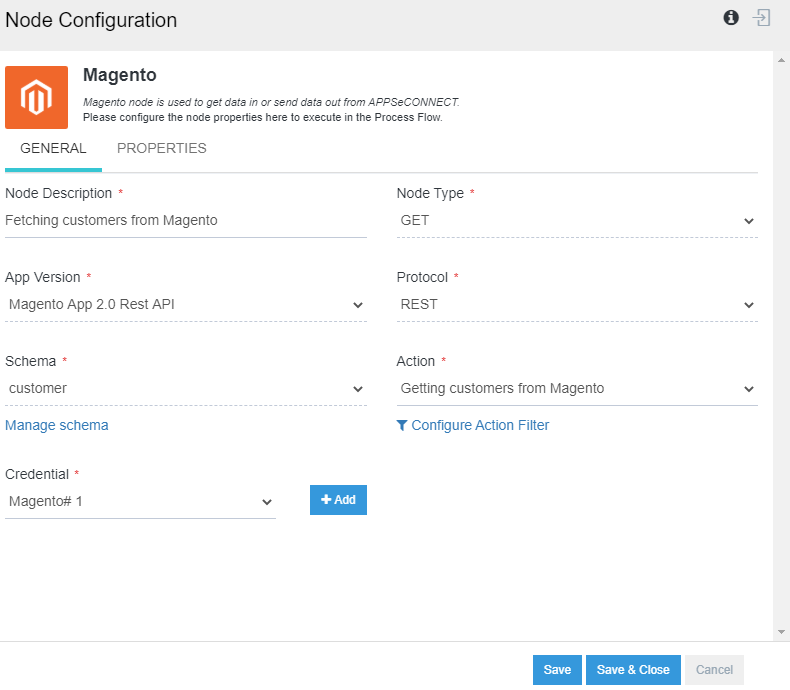 Node Configuration
Magento
Magento node is used to get data in or send data out from APPSeCONNECT.
Please configure the node properties here to execute in the Process Flow.
GENERAL PROPERTIES
Node Description * Node Type *
Fetching customers from Magento GET
App Version * Protocol *
Magento App 2.0 Rest API REST
Schema * Action *
customer Getting customers from Magento
Manage schema Configure Action Filter
Credential *
Magento# 1 + Add
Save Save & Close Cancel